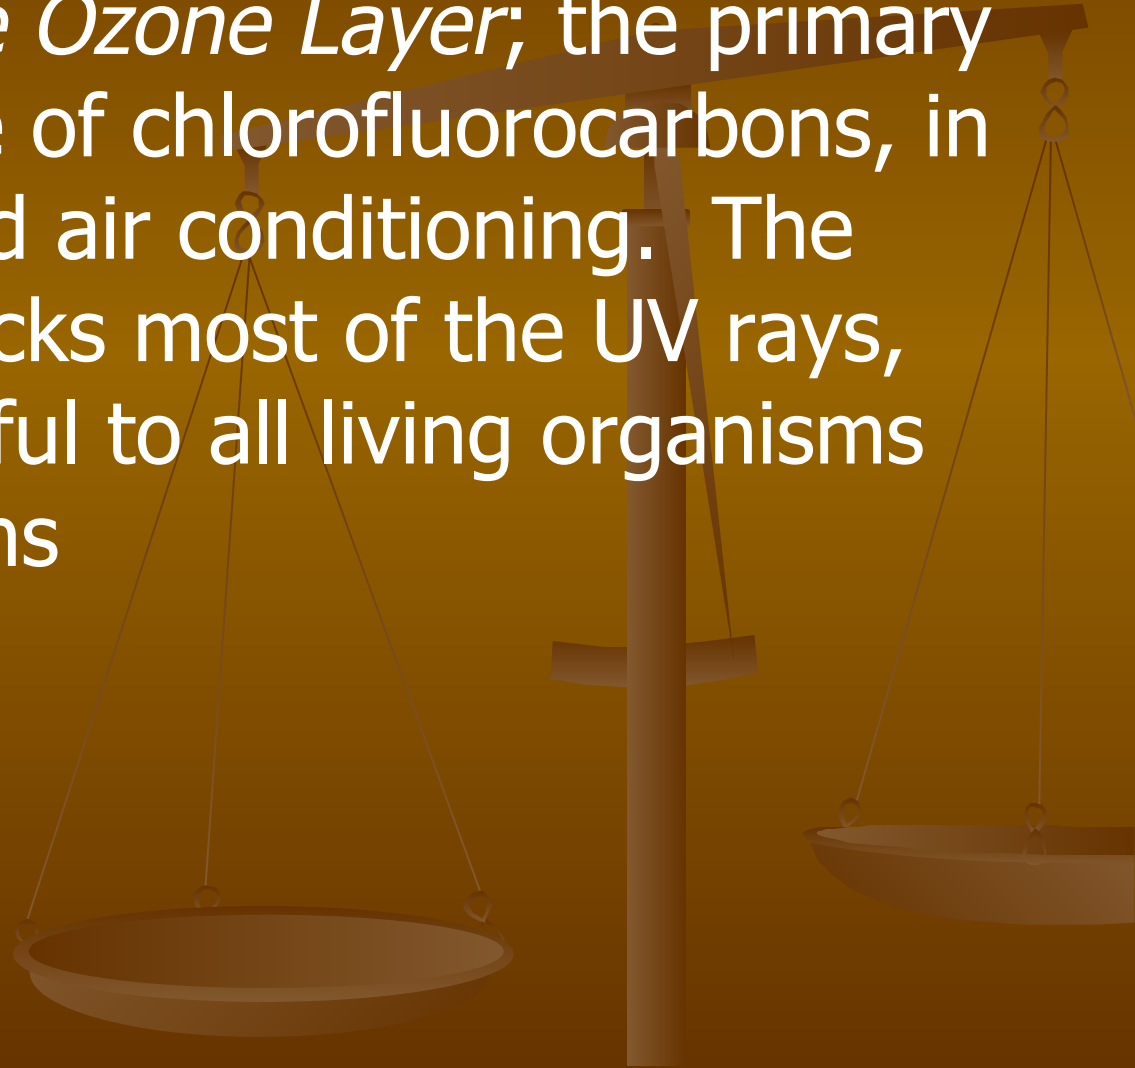 e Ozone Layer; the primary
e of chlorofluorocarbons, in
d air conditioning. The
cks most of the UV rays,
ful to all living organisms
ns